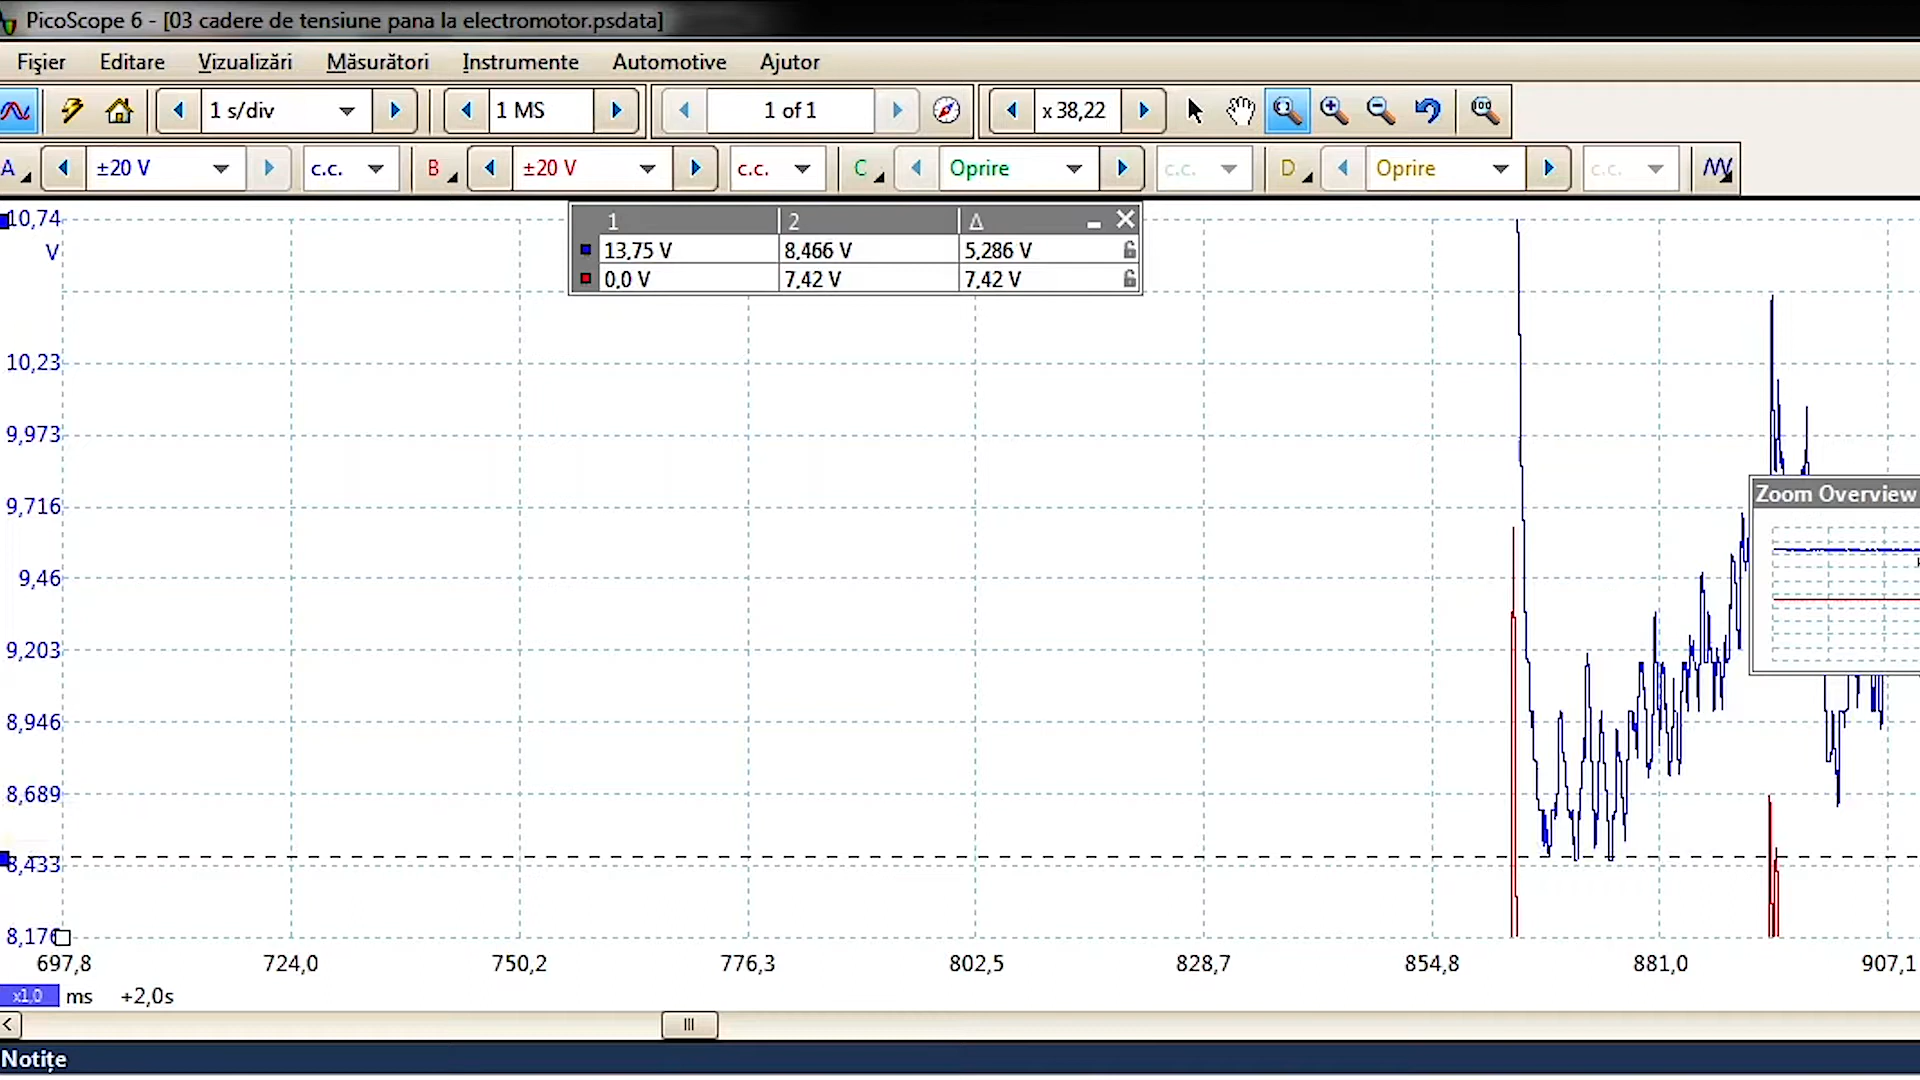 PicoScope 6 - [03 cadere de tensiune pana la electromotor.psdata]
Fişier Editare Vizualizări Măsurători Instrumente Automotive Ajutor
1 s/div 1 MS 1 of 1 x 38,22
A ±20 V c.c. B ±20 V c.c. C Oprire c.c. D Oprire c.c.
1 2 Δ
13,75 V 8,466 V 5,286 V
0,0 V 7,42 V 7,42 V
10,74
V
10,23
9,973
9,716
9,46
9,203
8,946
8,689
8,433
8,176
Zoom Overview
697,8 724,0 750,2 776,3 802,5 828,7 854,8 881,0 907,1
x1,0 ms +2,0s
Notițe